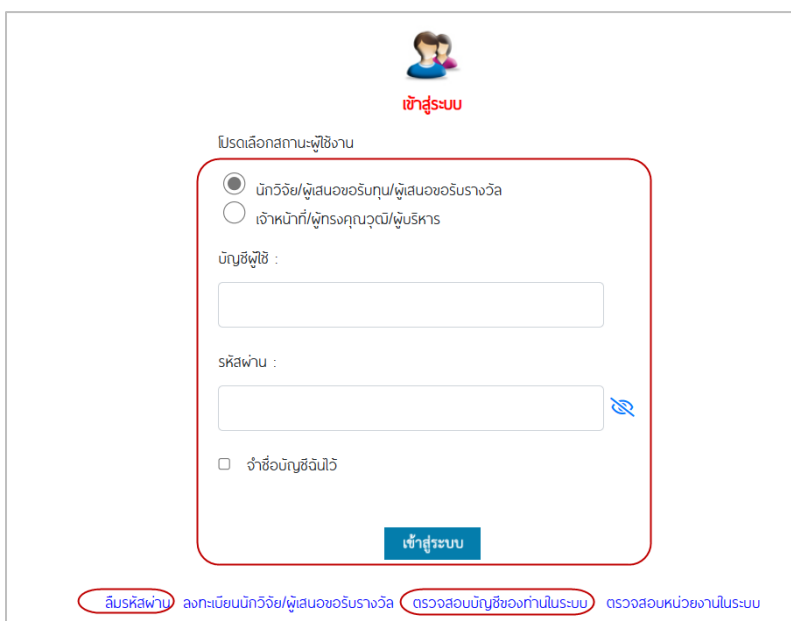 เข้าสู่ระบบ
โปรดเลือกสถานะผู้ใช้งาน
นักวิจัย/ผู้เสนอขอรับทุน/ผู้เสนอขอรับรางวัล
เจ้าหน้าที่/ผู้ทรงคุณวุฒิ/ผู้บริหาร
บัญชีผู้ใช้ :
รหัสผ่าน :
จำชื่อบัญชีฉันไว้
เข้าสู่ระบบ
ลืมรหัสผ่าน ลงทะเบียนนักวิจัย/ผู้เสนอขอรับรางวัล ตรวจสอบบัญชีของท่านในระบบ ตรวจสอบหน่วยงานในระบบ